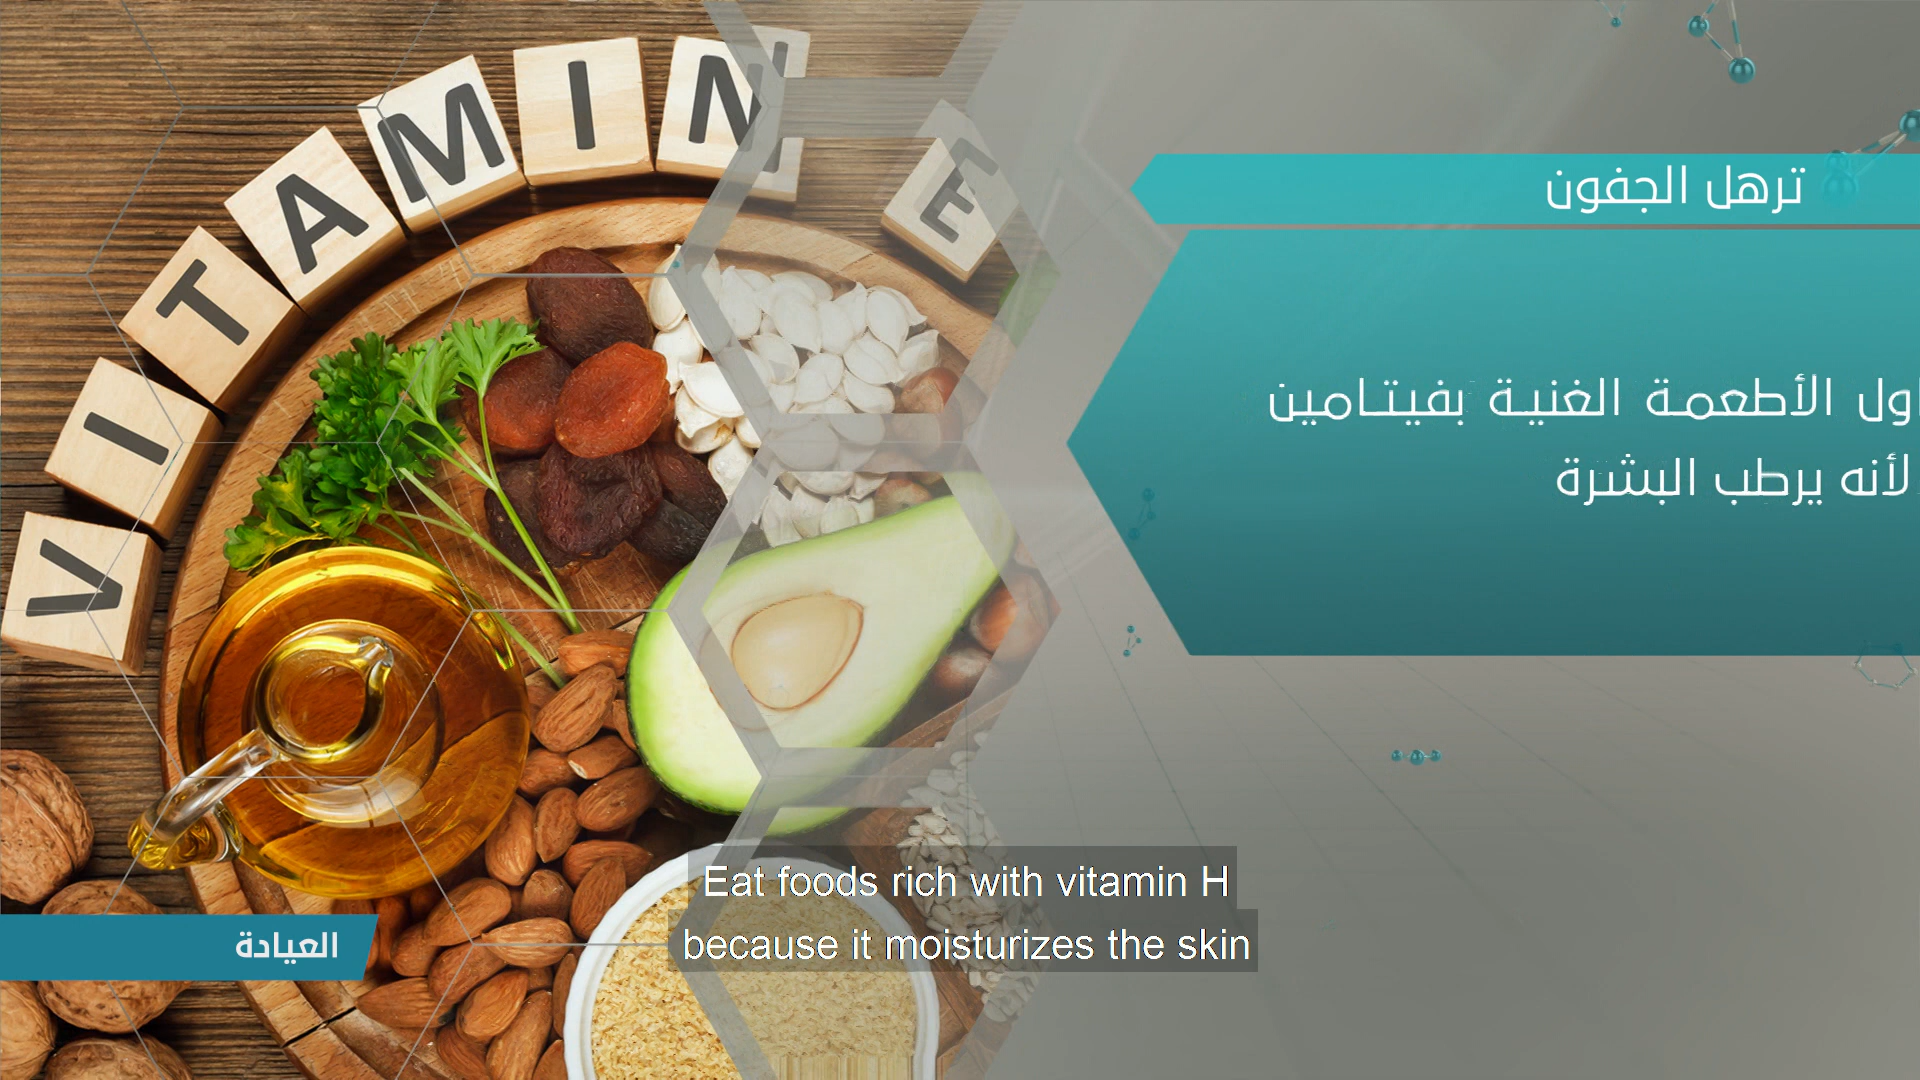 VITAMIN E
ترهل الجفون
الأطعمة الغنية بفيتامين
لأنه يرطب البشرة
Eat foods rich with vitamin H
because it moisturizes the skin
العيادة